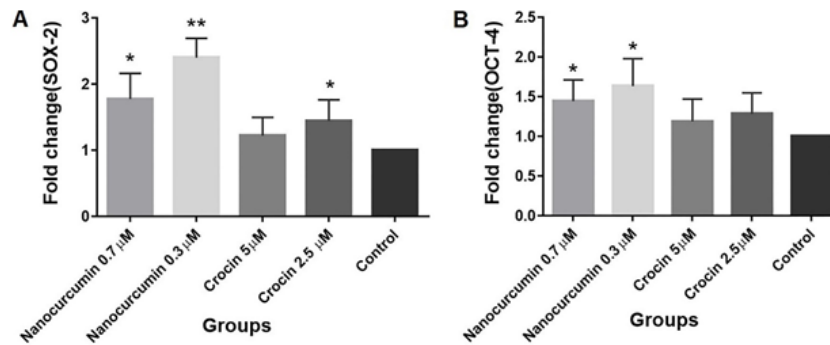 A
Fold change(SOX-2)
3
2
1
0
*
**
*
Nanocurcumin 0.7 μM
Nanocurcumin 0.3 μM
Crocin 5μM
Crocin 2.5 μM
Control
Groups
B
Fold change(OCT-4)
2.5
2.0
1.5
1.0
0.5
0.0
*
*
Nanocurcumin 0.7 μM
Nanocurcumin 0.3 μM
Crocin 5μM
Crocin 2.5μM
Control
Groups